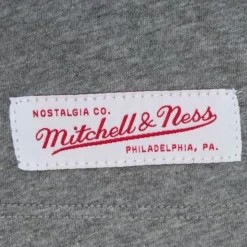 NOSTALGIA CO.
Mitchell & Ness
PHILADELPHIA, PA.